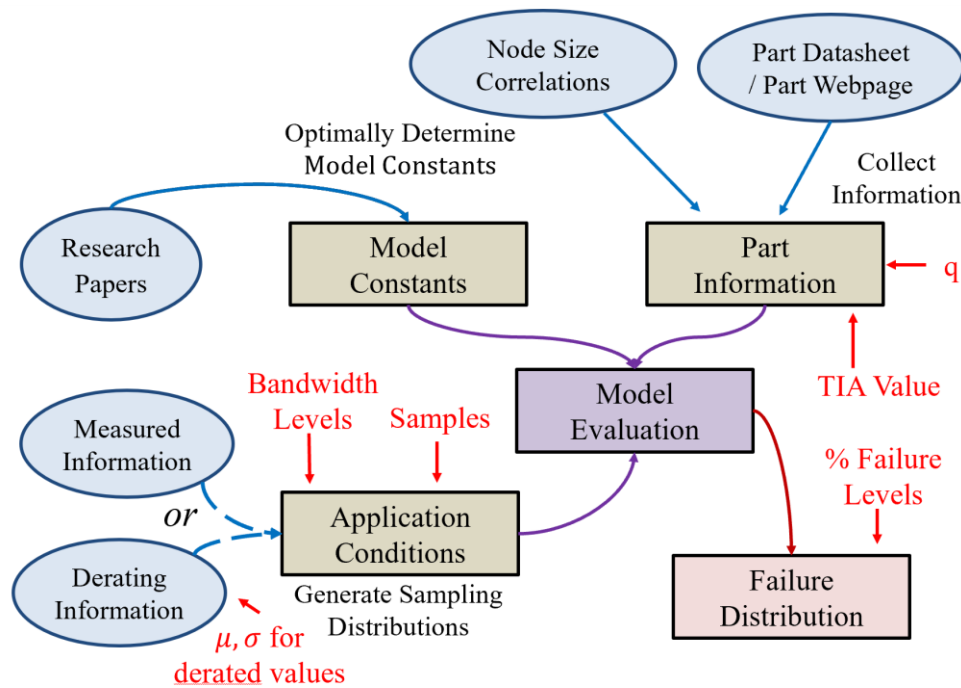 Node Size
Correlations
Part Datasheet
/ Part Webpage
Optimally Determine
Model Constants
Collect
Information
Research
Papers
Model
Constants
Part
Information
q
TIA Value
Bandwidth
Levels
Samples
Model
Evaluation
Measured
Information
or
% Failure
Levels
Application
Conditions
Derating
Information
Generate Sampling
Distributions
Failure
Distribution
μ, σ for
derated values